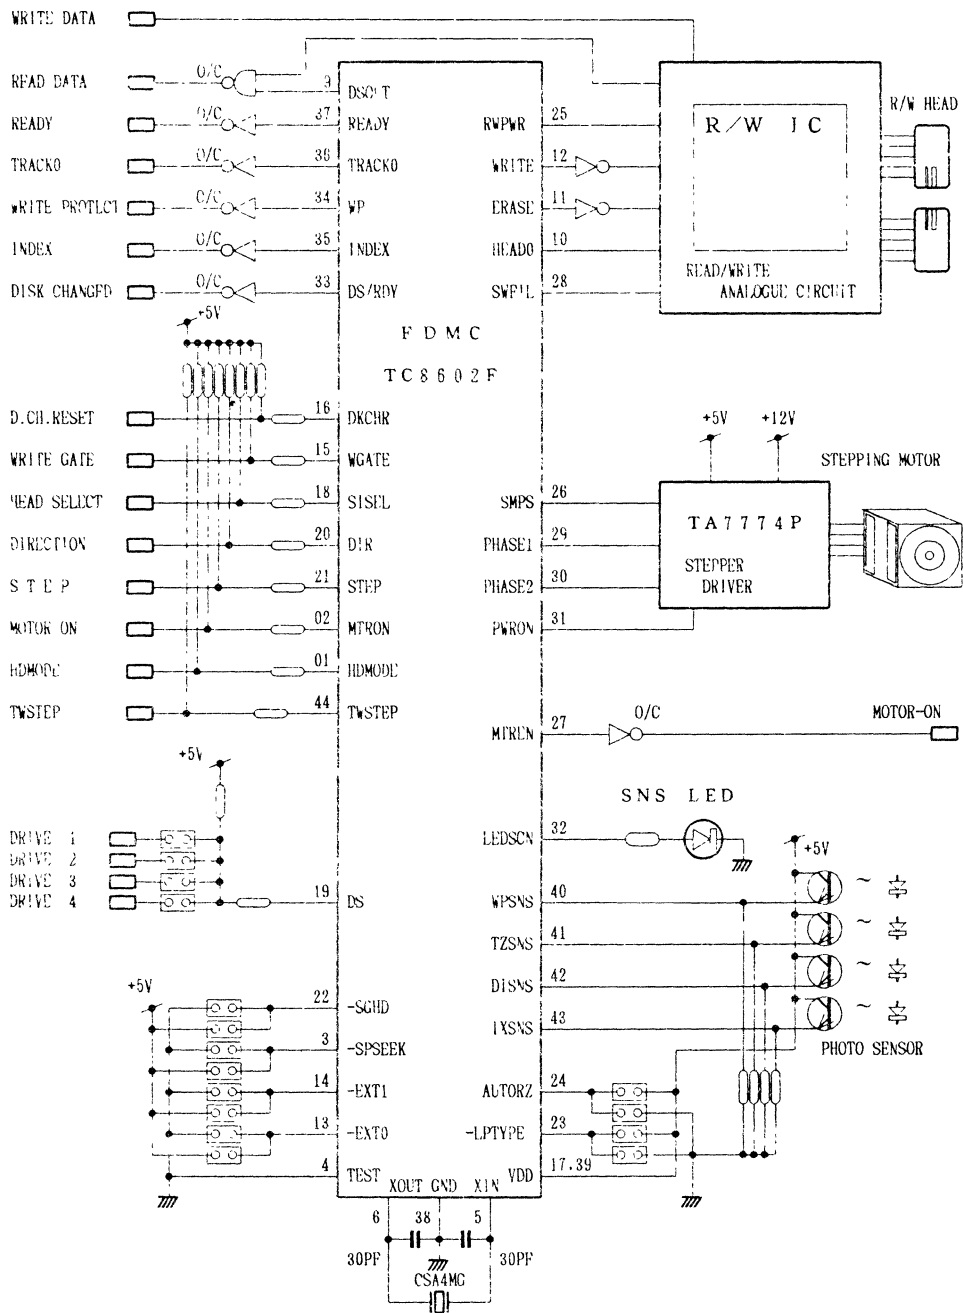 WRITE DATA
READ DATA
O/C
9
DSOUT
READY
O/C
37
READY
TRACK0
O/C
36
TRACK0
WRITE PROTECT
O/C
34
WP
INDEX
O/C
35
INDEX
DISK CHANGED
O/C
33
DS/RDY
RWPWR
25
WRITE
12
ERASE
11
HEAD0
10
SWFIL
28
R/W IC
READ/WRITE
ANALOGUE CIRCUIT
R/W HEAD
FDMC
TC8602F
+5V
D.CH.RESET
16
DKCHR
WRITE GATE
15
WGATE
HEAD SELECT
18
SISEL
DIRECTION
20
DIR
S T E P
21
STEP
MOTOR ON
02
MTRON
HDMODE
01
HDMODE
TWSTEP
44
TWSTEP
+5V
+12V
STEPPING MOTOR
SMPS
26
PHASE1
29
PHASE2
30
PWRON
31
TA7774P
STEPPER
DRIVER
MTREN
27
O/C
MOTOR-ON
+5V
DRIVE 1
DRIVE 2
DRIVE 3
DRIVE 4
19
DS
SNS LED
LEDSCN
32
+5V
WPSNS
40
~
TZSNS
41
~
DISNS
42
~
IXSNS
43
~
PHOTO SENSOR
+5V
22
-SGHD
3
-SPSEEK
14
-EXT1
13
-EXT0
4
TEST
AUTORZ
24
-LPTYPE
23
VDD
17.39
XOUT GND XIN
6
38
5
30PF
30PF
CSA4MG